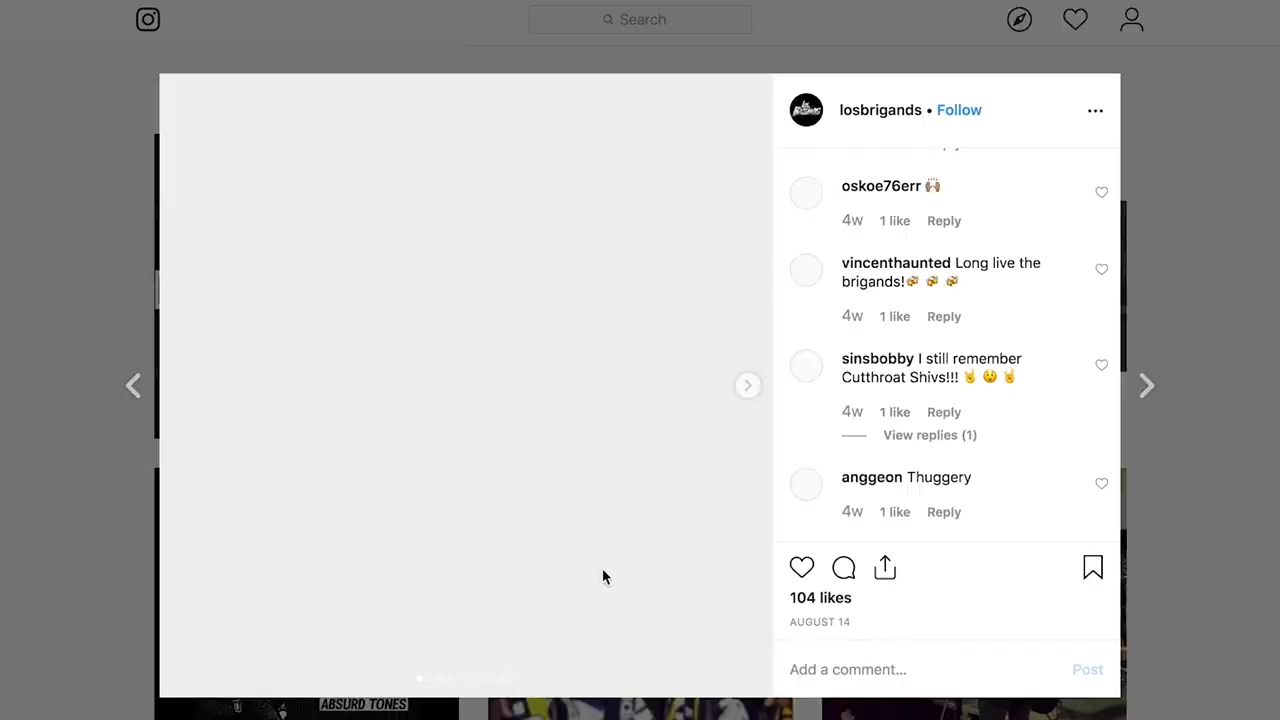 Search
losbrigands • Follow
oskoe76err 🙌🏽
4w 1 like Reply
vincenthaunted Long live the
brigands!🍻 🍻 🍻
4w 1 like Reply
sinsbobby I still remember
Cutthroat Shivs!!! 🤘 😲 🤘
4w 1 like Reply
View replies (1)
anggeon Thuggery
4w 1 like Reply
104 likes
AUGUST 14
Add a comment... Post
ABSURD TONES